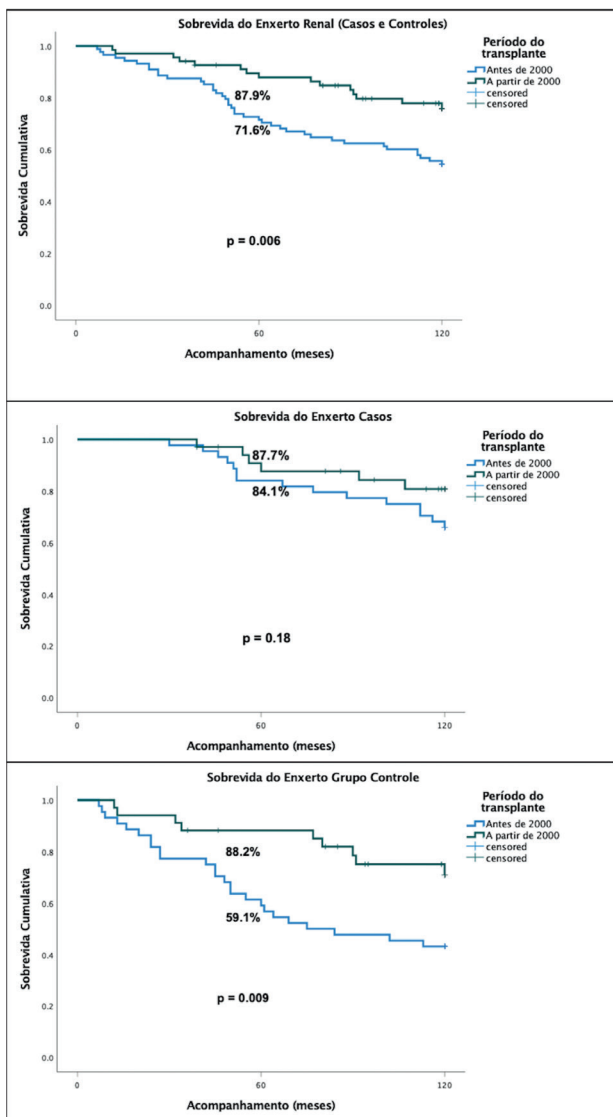 Sobrevida do Enxerto Renal (Casos e Controles)
Período do
transplante
Antes de 2000
A partir de 2000
censored
censored
Sobrevida Cumulativa
1.0
0.8
0.6
0.4
0.2
0.0
87.9%
71.6%
p = 0.006
0
60
120
Acompanhamento (meses)
Sobrevida do Enxerto Casos
Período do
transplante
Antes de 2000
A partir de 2000
censored
censored
Sobrevida Cumulativa
1.0
0.8
0.6
0.4
0.2
0.0
87.7%
84.1%
p = 0.18
0
60
120
Acompanhamento (meses)
Sobrevida do Enxerto Grupo Controle
Período do
transplante
Antes de 2000
A partir de 2000
censored
censored
Sobrevida Cumulativa
1.0
0.8
0.6
0.4
0.2
0.0
88.2%
59.1%
p = 0.009
0
60
120
Acompanhamento (meses)